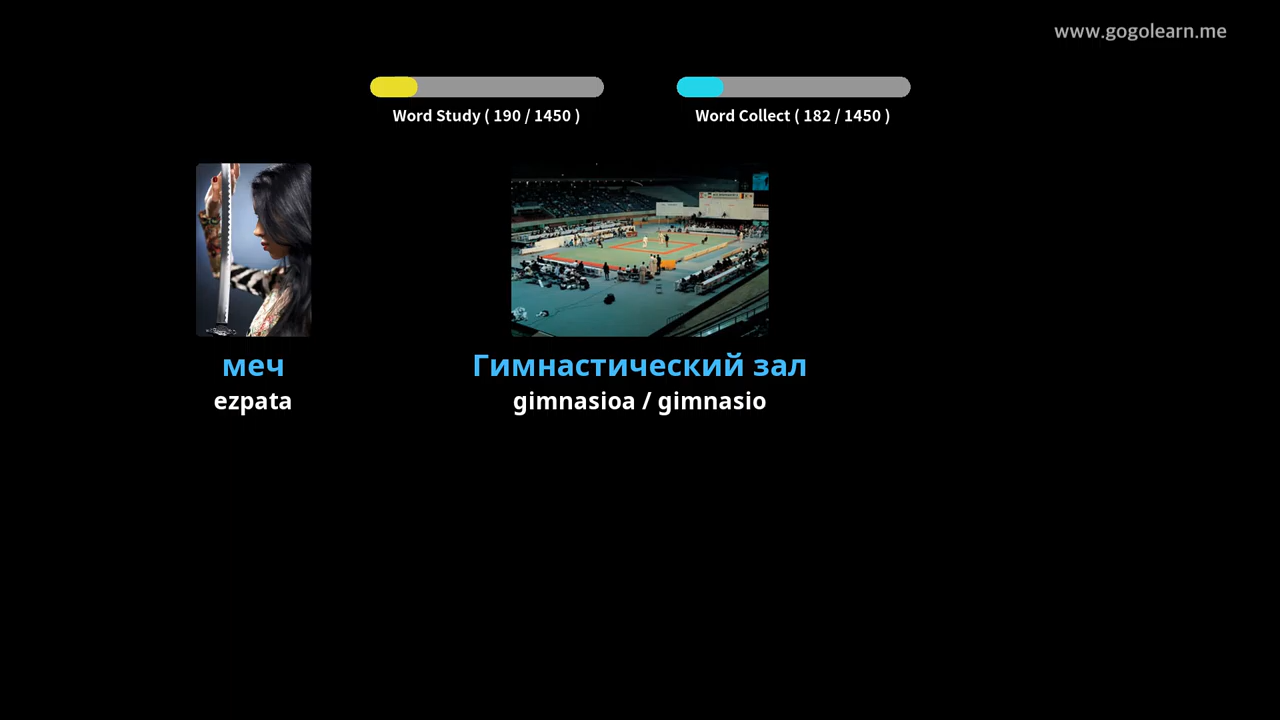 www.gogolearn.me
Word Study ( 190 / 1450 )
Word Collect ( 182 / 1450 )
меч
ezpata
Гимнастический зал
gimnasioa / gimnasio